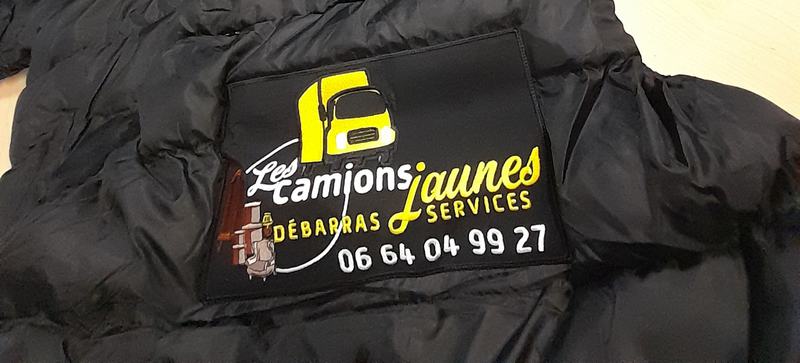 Les
camions jaunes
DÉBARRAS SERVICES
06 64 04 99 27